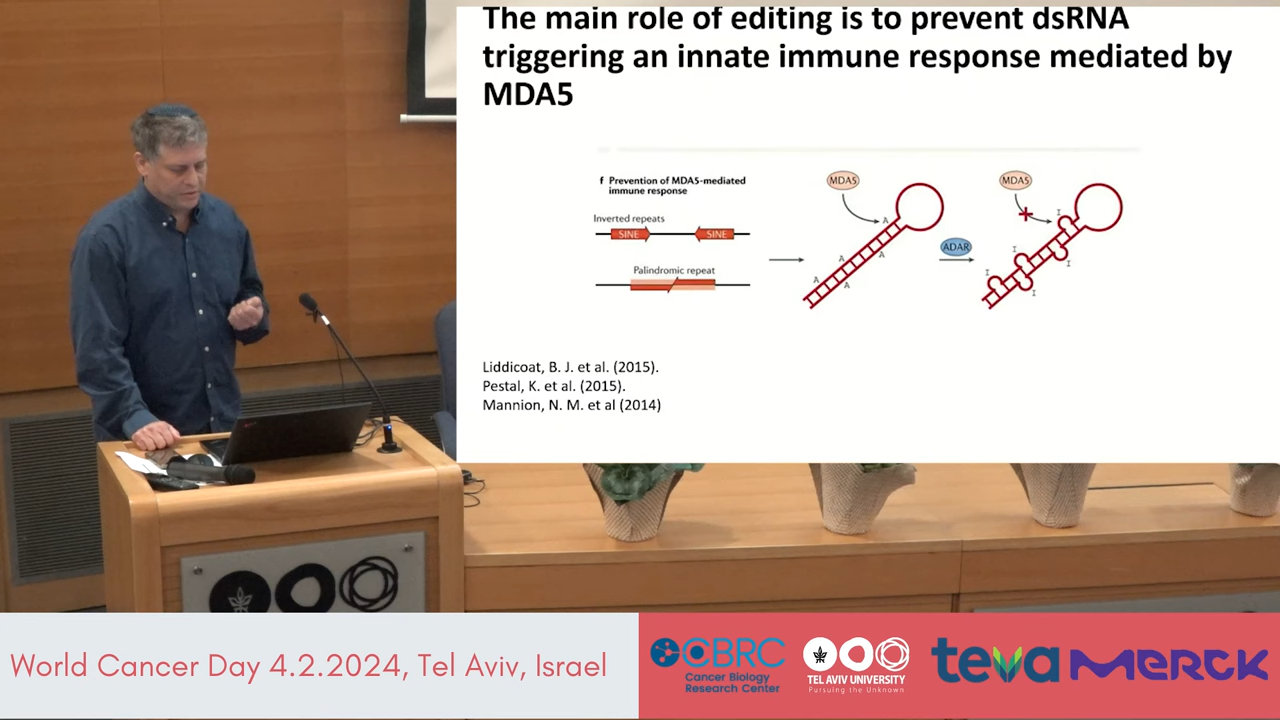 The main role of editing is to prevent dsRNA
triggering an innate immune response mediated by
MDA5
f Prevention of MDA5-mediated
immune response
Inverted repeats
SINE
SINE
Palindromic repeat
MDA5
A
A
A
A
A
ADAR
MDA5
I
I
I
I
I
Liddicoat, B. J. et al. (2015).
Pestal, K. et al. (2015).
Mannion, N. M. et al (2014)
World Cancer Day 4.2.2024, Tel Aviv, Israel
CBRC
Cancer Biology
Research Center
TEL AVIV UNIVERSITY
Pursuing the Unknown
teva
MERCK